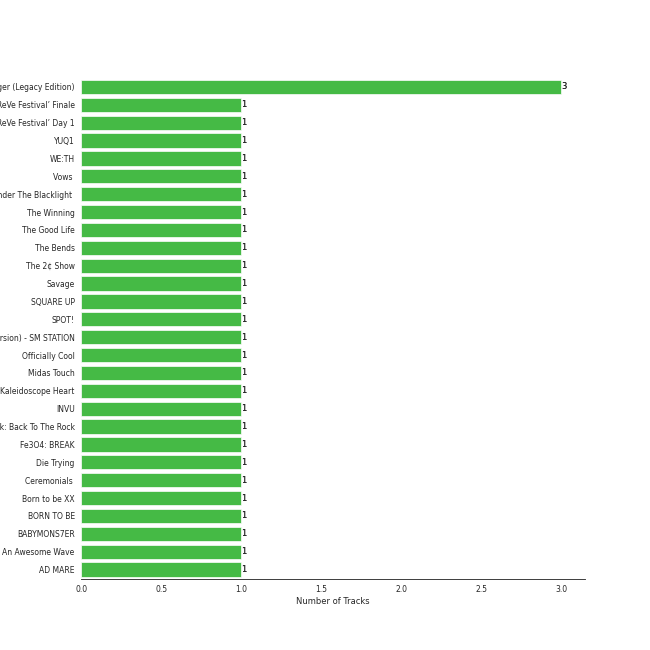 (Legacy Edition) 3
ReVe Festival’ Finale 1
ReVe Festival’ Day 1 1
YUQ1 1
WE:TH 1
Vows 1
The Blacklight 1
The Winning 1
The Good Life 1
The Bends 1
The 2¢ Show 1
Savage 1
SQUARE UP 1
SPOT! 1
- SM STATION 1
Officially Cool 1
Midas Touch 1
Kaleidoscope Heart 1
INVU 1
Back To The Rock 1
Fe3O4: BREAK 1
Die Trying 1
Ceremonials 1
Born to be XX 1
BORN TO BE 1
BABYMONS7ER 1
An Awesome Wave 1
AD MARE 1
0.0 0.5 1.0 1.5 2.0 2.5 3.0
Number of Tracks